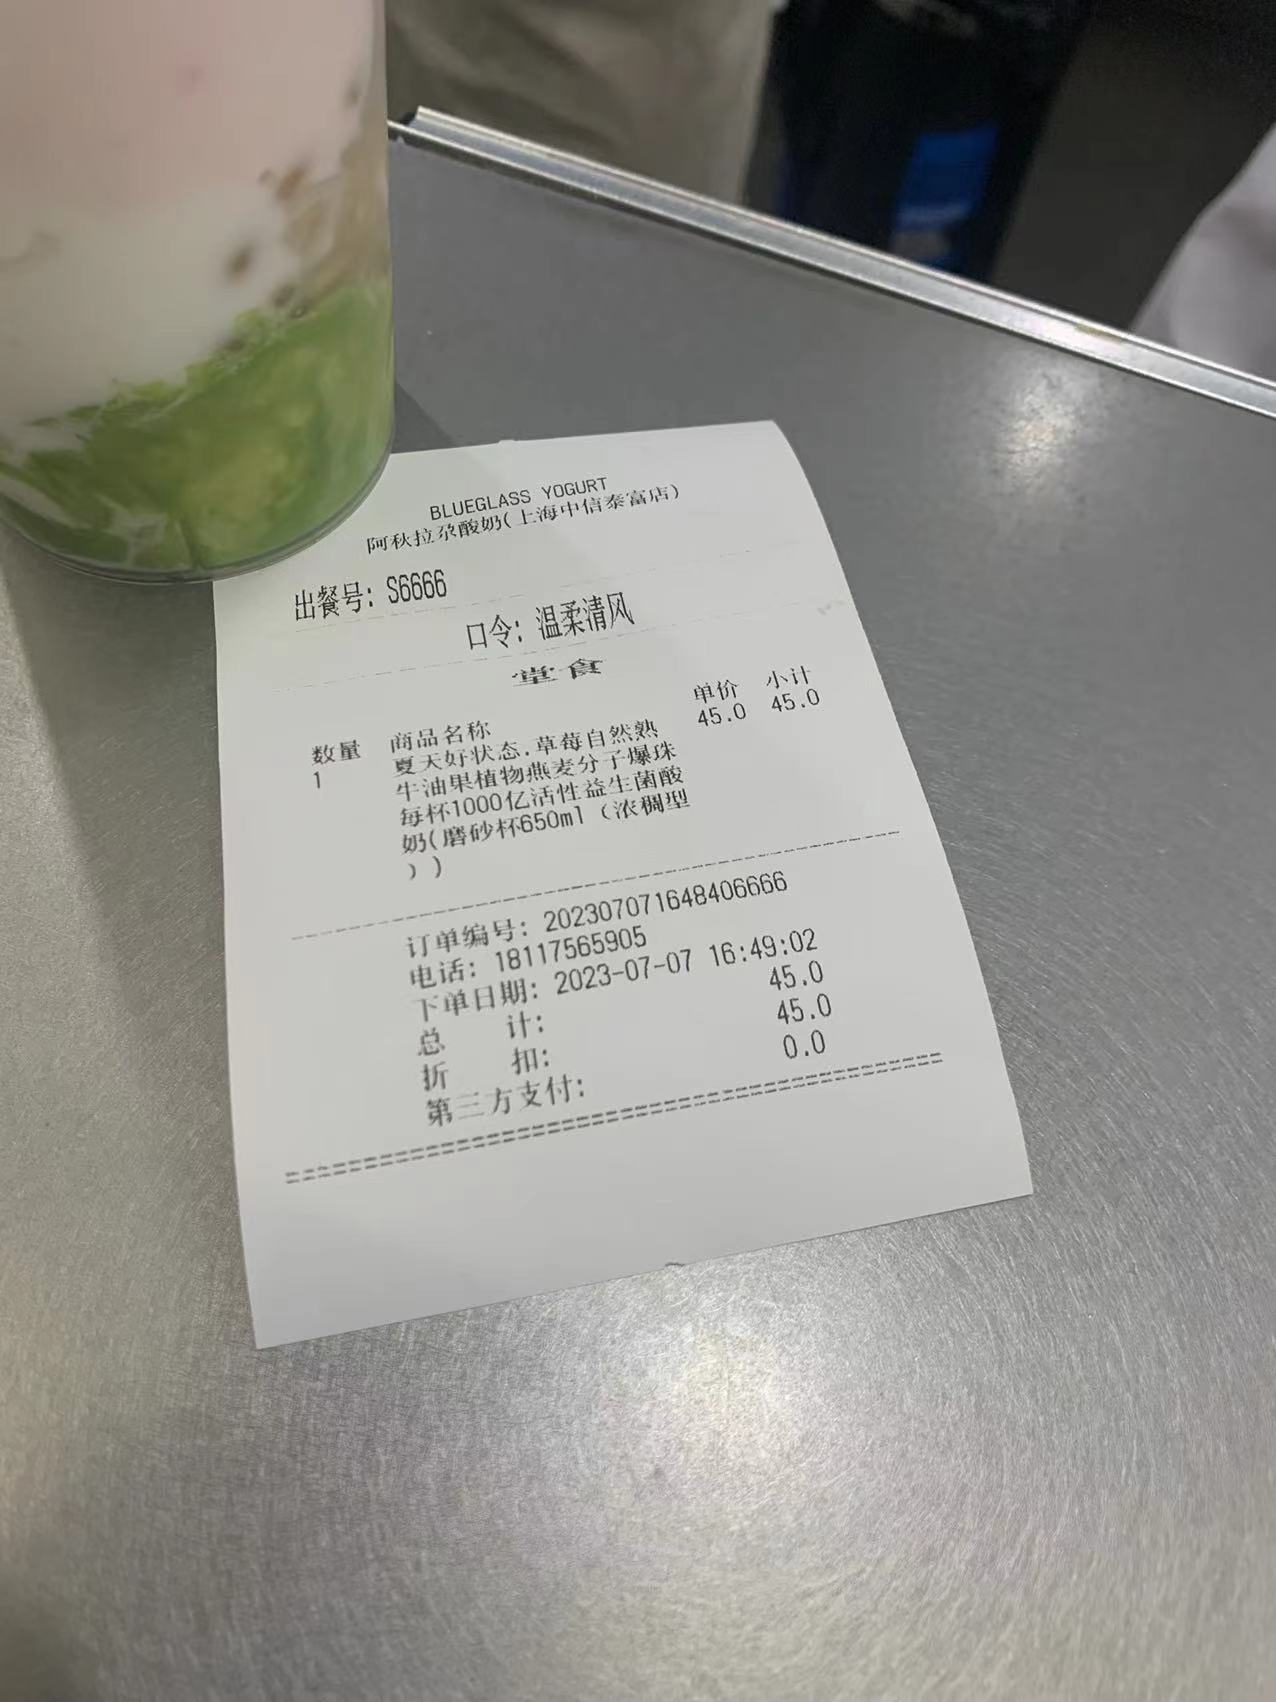 BLUEGLASS YOGURT
阿秋拉尕酸奶(上海中信泰富店)
出餐号: S6666
口令: 温柔清风
堂食
数量 商品名称 单价 小计
1 夏天好状态.草莓自然熟 45.0 45.0
牛油果植物燕麦分子爆珠
每杯1000亿活性益生菌酸
奶(磨砂杯650ml（浓稠型
）)
订单编号: 202307071648406666
电话: 18117565905
下单日期: 2023-07-07 16:49:02
总 计: 45.0
折 扣: 45.0
第三方支付: 0.0